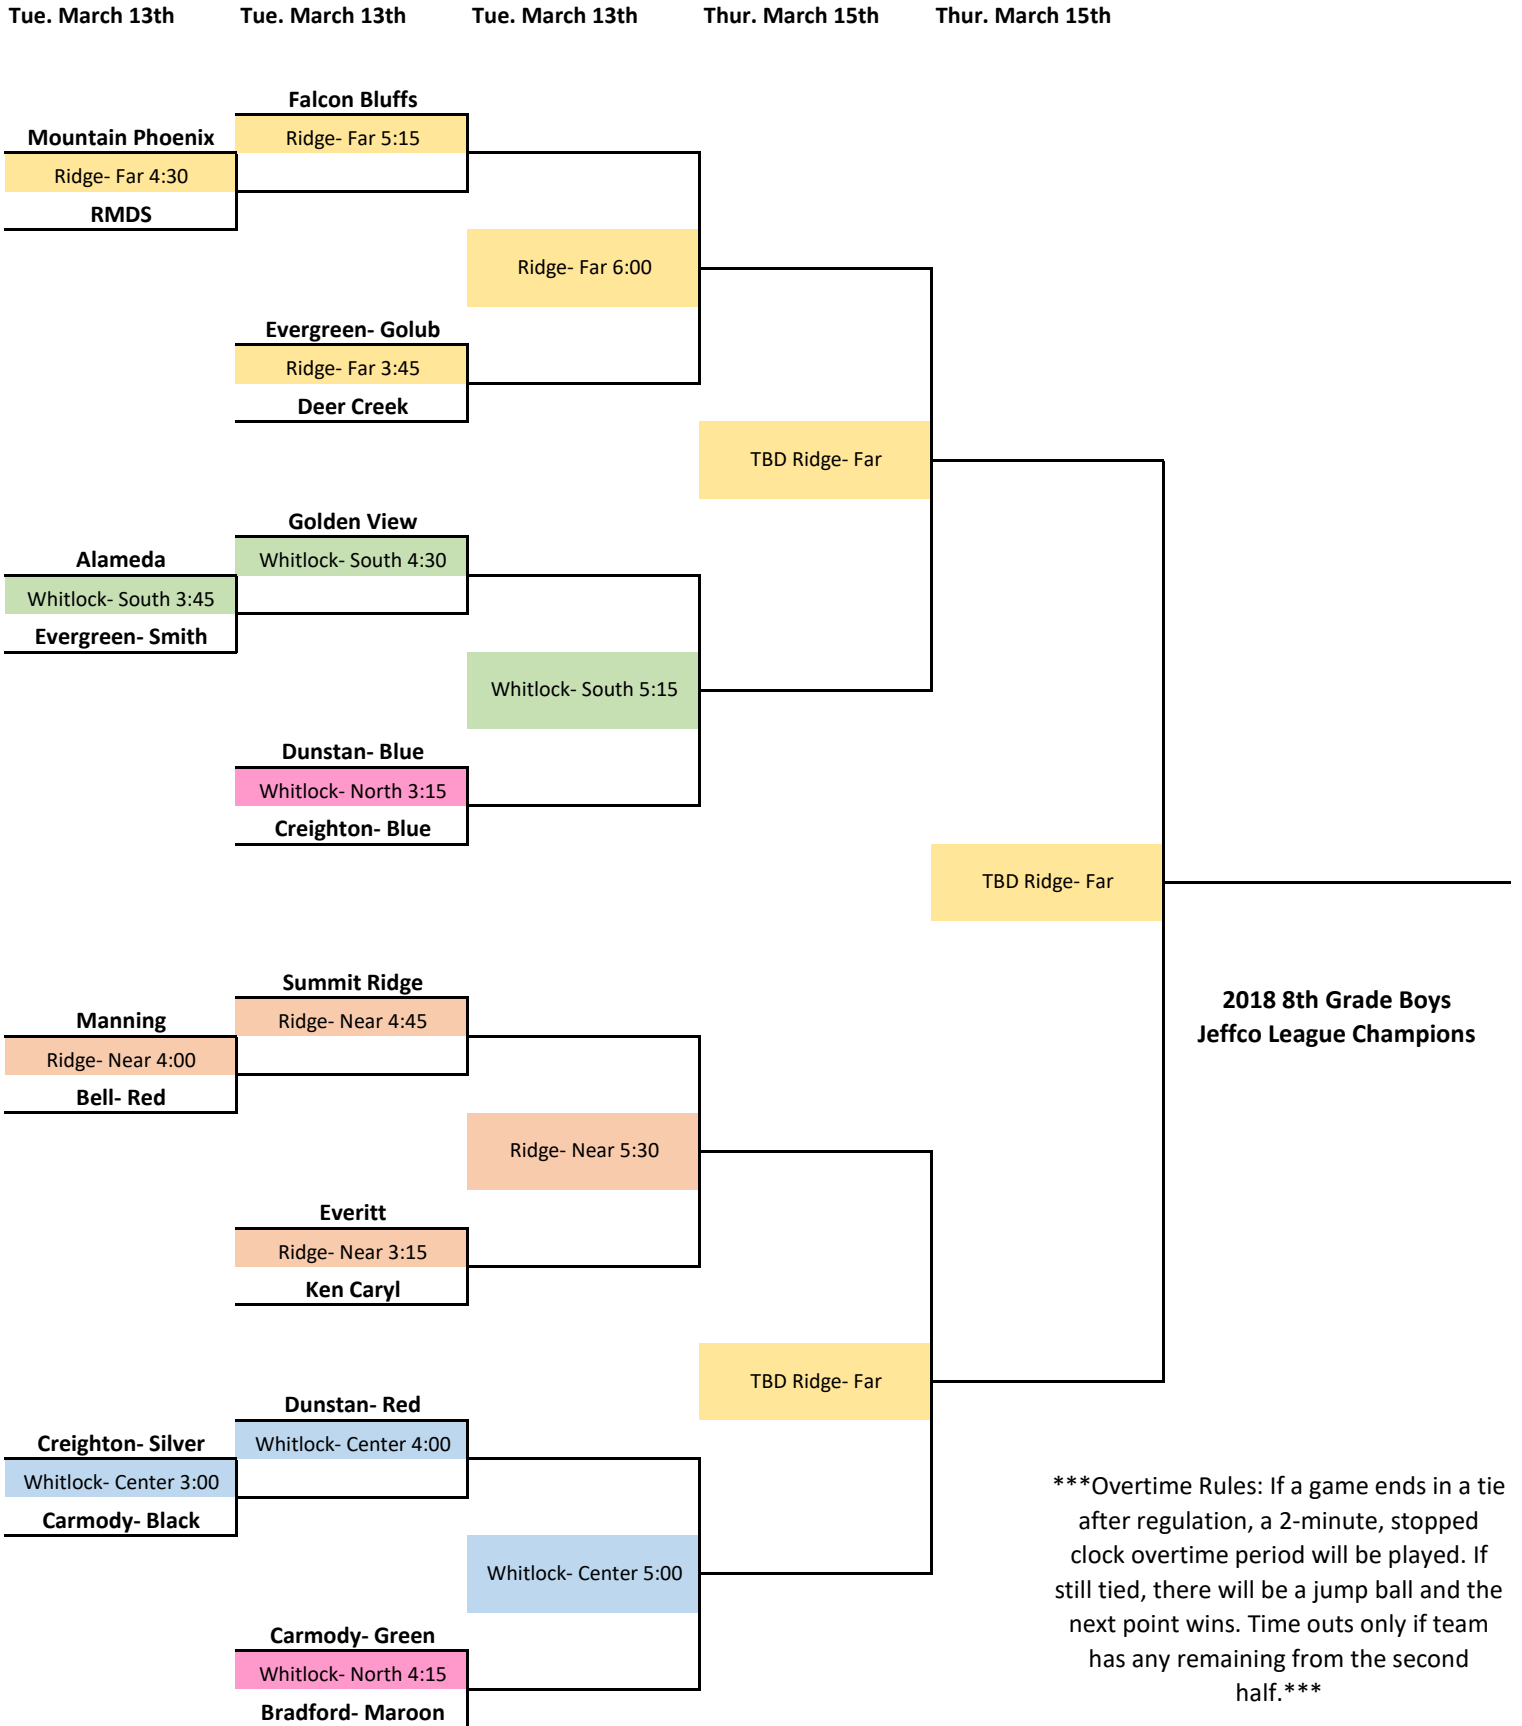 Tue. March 13th
Tue. March 13th
Tue. March 13th
Thur. March 15th
Thur. March 15th
Falcon Bluffs
Mountain Phoenix
Ridge- Far 5:15
Ridge- Far 4:30
RMDS
Ridge- Far 6:00
Evergreen- Golub
Ridge- Far 3:45
Deer Creek
TBD Ridge- Far
Golden View
Alameda
Whitlock- South 4:30
Whitlock- South 3:45
Evergreen- Smith
Whitlock- South 5:15
Dunstan- Blue
Whitlock- North 3:15
Creighton- Blue
TBD Ridge- Far
Summit Ridge
Manning
Ridge- Near 4:45
Ridge- Near 4:00
Bell- Red
2018 8th Grade Boys
Jeffco League Champions
Ridge- Near 5:30
Everitt
Ridge- Near 3:15
Ken Caryl
TBD Ridge- Far
Dunstan- Red
Creighton- Silver
Whitlock- Center 4:00
Whitlock- Center 3:00
Carmody- Black
Whitlock- Center 5:00
Carmody- Green
Whitlock- North 4:15
Bradford- Maroon
***Overtime Rules: If a game ends in a tie
after regulation, a 2-minute, stopped
clock overtime period will be played. If
still tied, there will be a jump ball and the
next point wins. Time outs only if team
has any remaining from the second
half.***